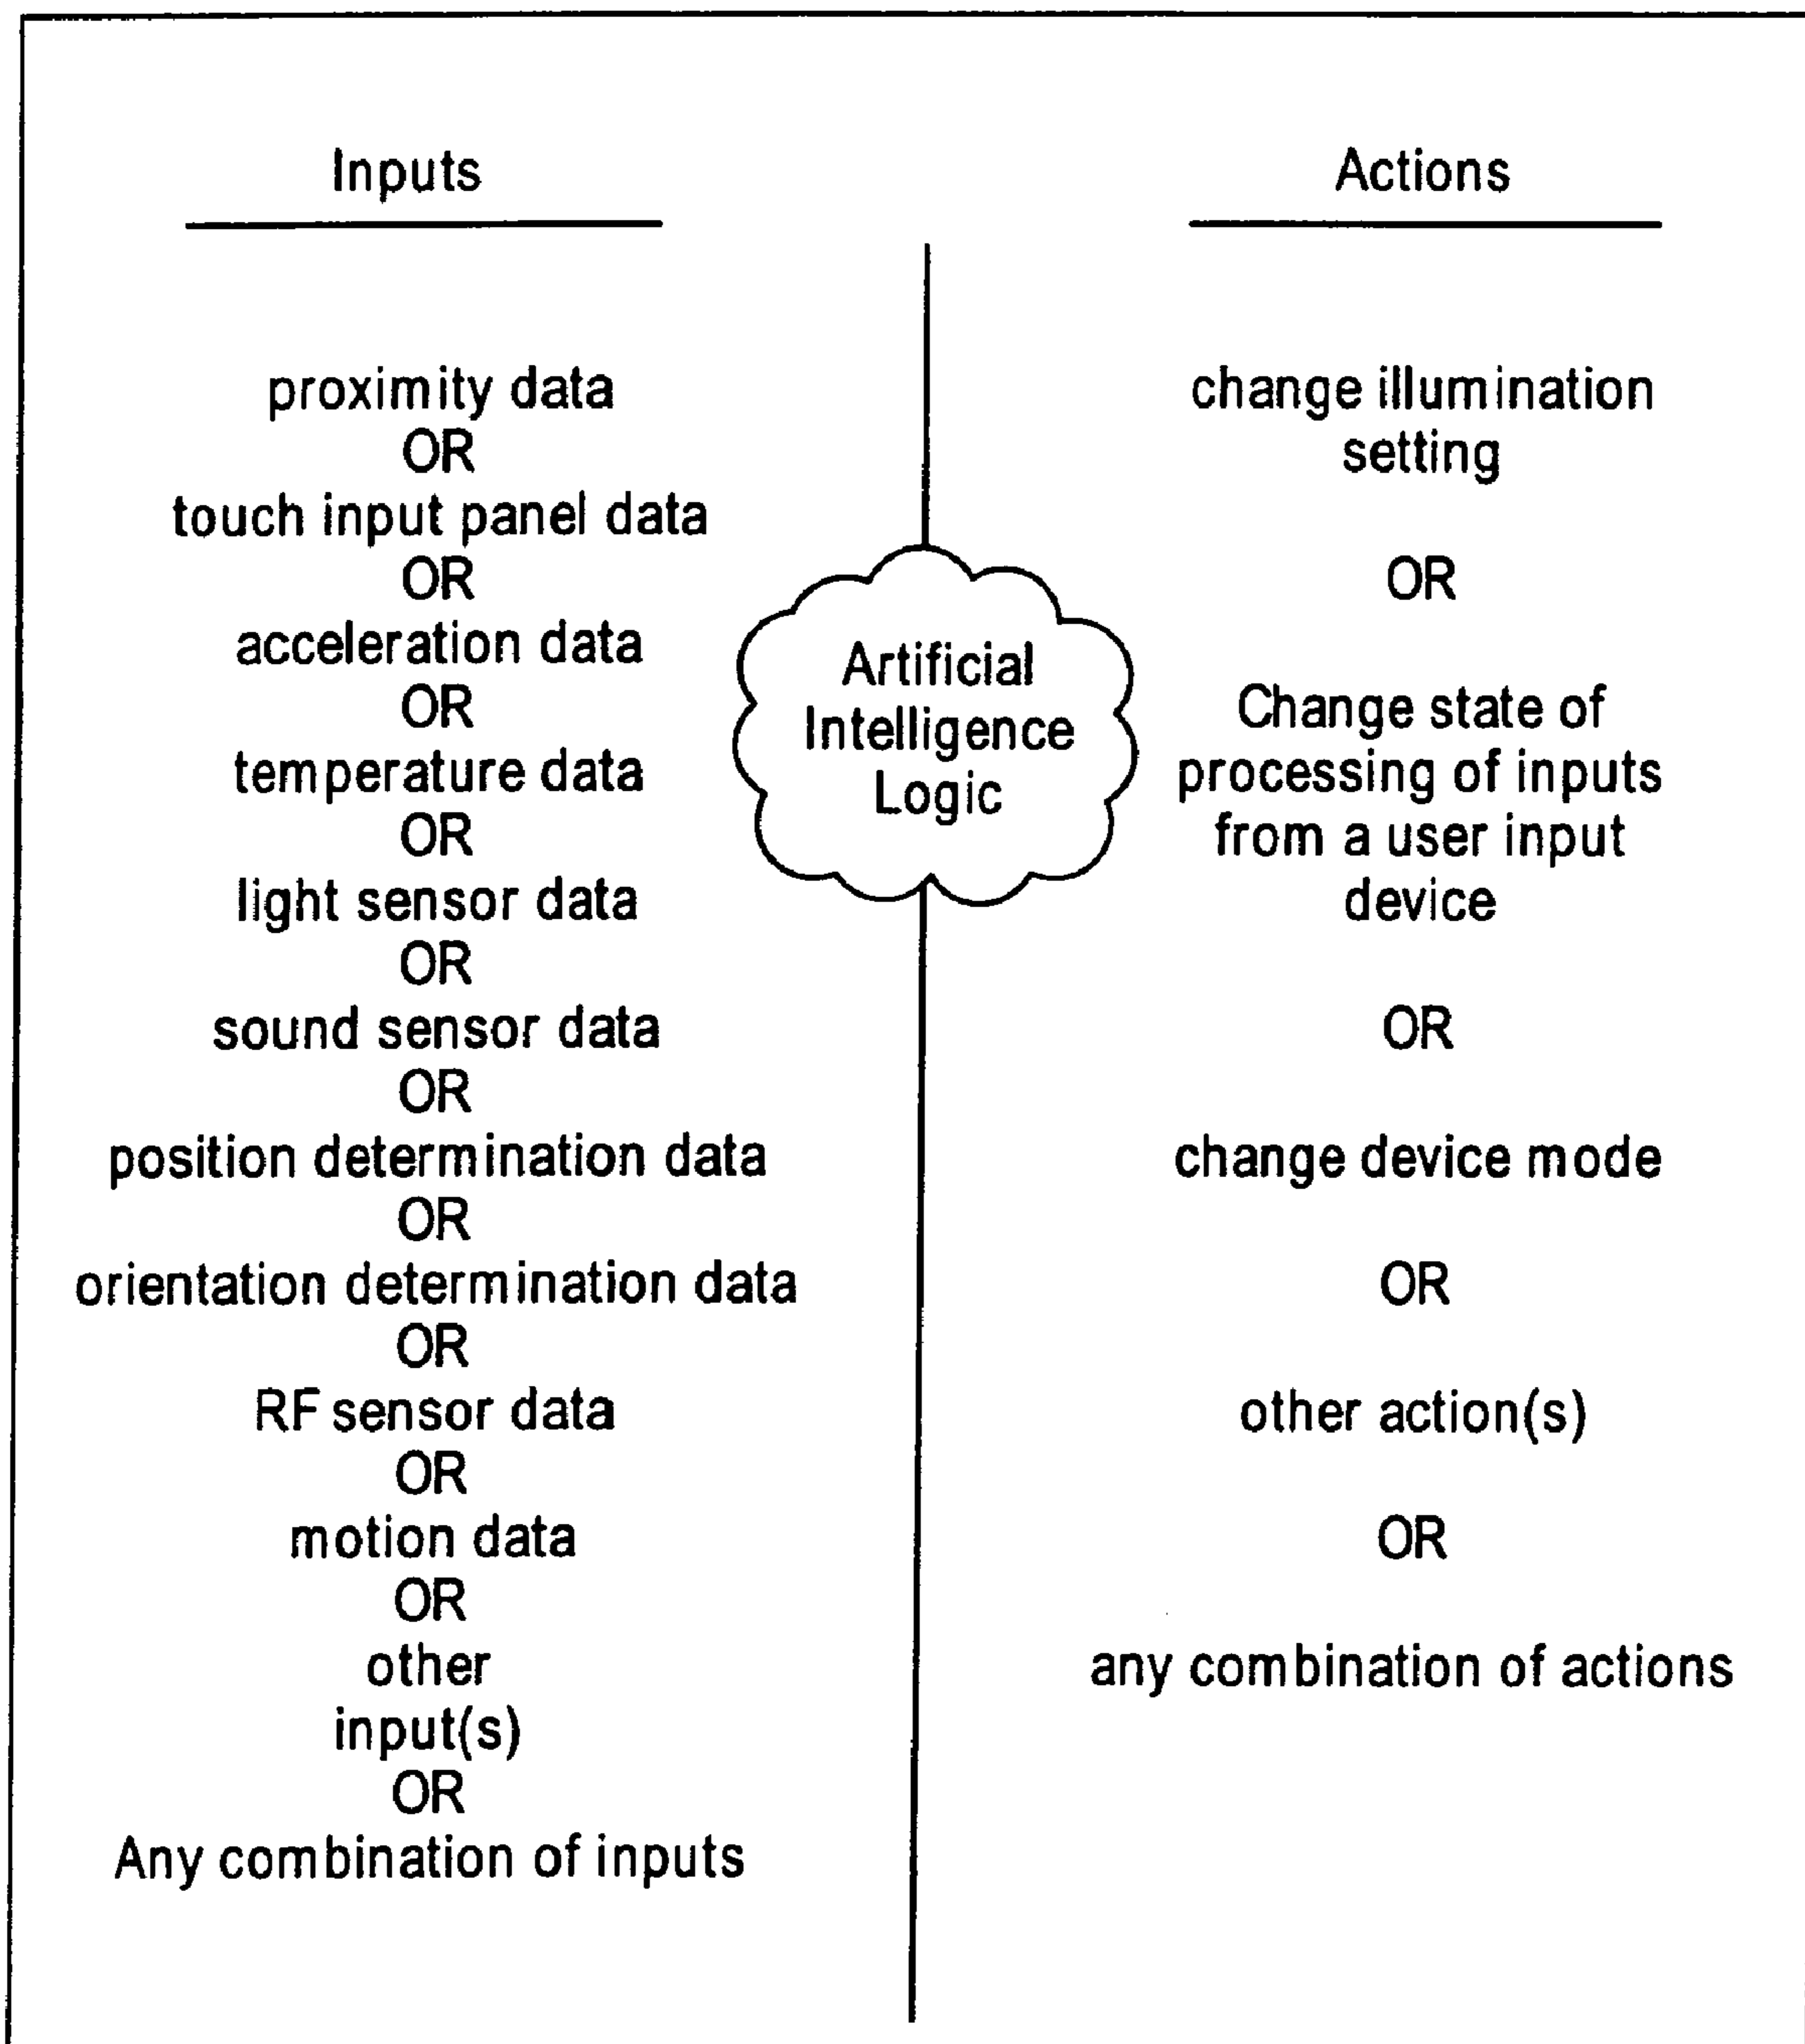 Inputs
proximity data
OR
touch input panel data
OR
acceleration data
OR
temperature data
OR
light sensor data
OR
sound sensor data
OR
position determination data
OR
orientation determination data
OR
RF sensor data
OR
motion data
OR
other
input(s)
OR
Any combination of inputs
Artificial
Intelligence
Logic
Actions
change illumination
setting
OR
Change state of
processing of inputs
from a user input
device
OR
change device mode
OR
other action(s)
OR
any combination of actions